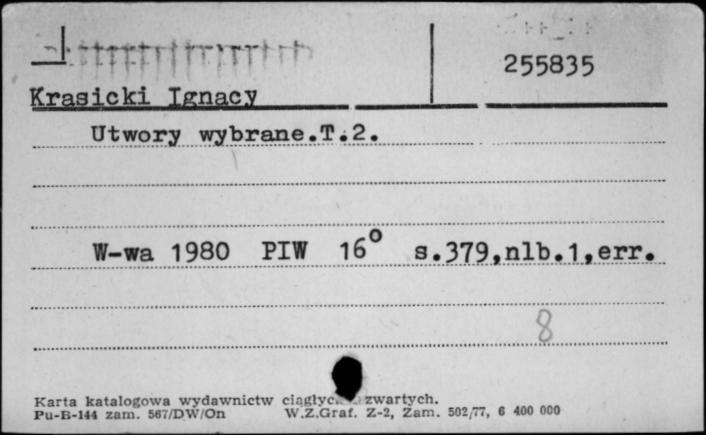 255835
Krasicki Ignacy
Utwory wybrane.T.2.
W-wa 1980 PIW 16° s.379,nlb.1,err.
8
Karta katalogowa wydawnictw zwartych.
Pu-B-144 zam. 567/DW/On W.Z.Graf. Z-2, Zam. 502/77, 6 400 000